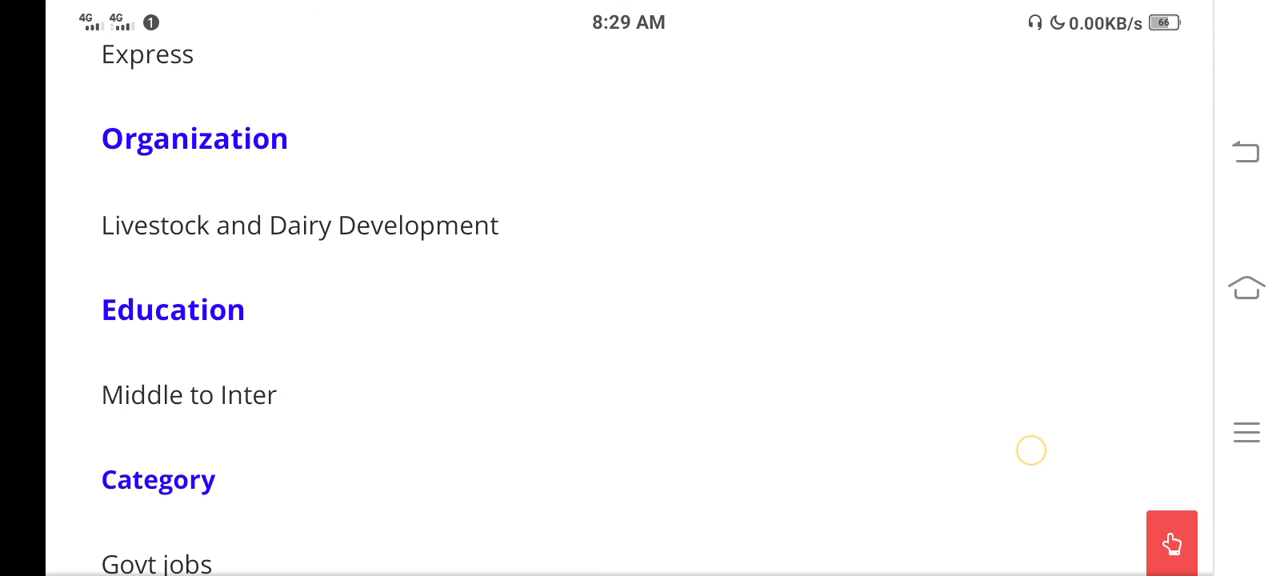 4G 4G 1 8:29 AM 0.00KB/s 66
Express
Organization
Livestock and Dairy Development
Education
Middle to Inter
Category
Govt jobs